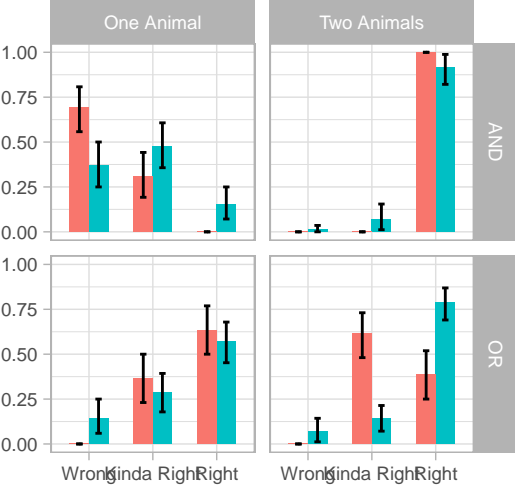 One Animal Two Animals
1.00
0.75
0.50
0.25
0.00
AND
1.00
0.75
0.50
0.25
0.00
OR
Wrong Kinda Right Right Wrong Kinda Right Right